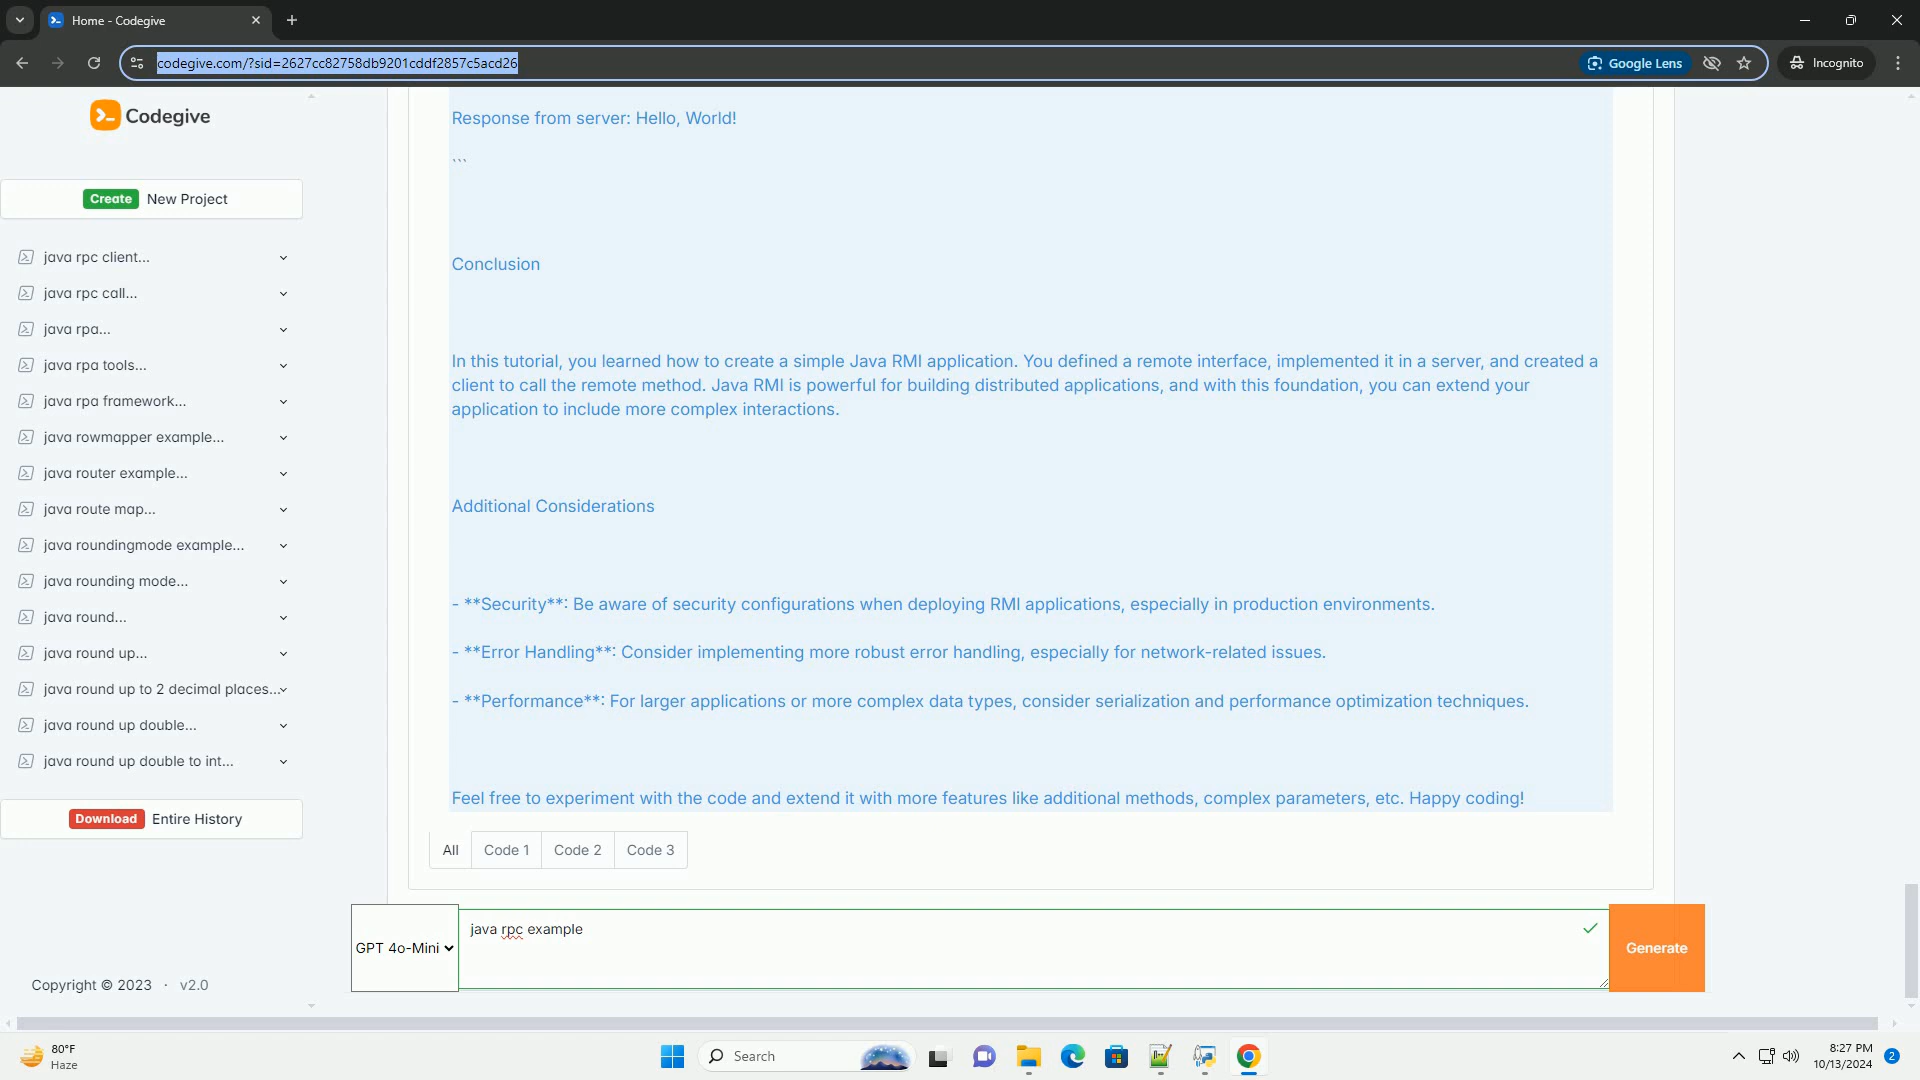 Home - Codegive
codegive.com/?sid=2627cc82758db9201cddf2857c5acd26
Google Lens
Incognito
Codegive
Create New Project
java rpc client...
java rpc call...
java rpa...
java rpa tools...
java rpa framework...
java rowmapper example...
java router example...
java route map...
java roundingmode example...
java rounding mode...
java round...
java round up...
java round up to 2 decimal places...
java round up double...
java round up double to int...
Download Entire History
Copyright © 2023 · v2.0
Response from server: Hello, World!
```
Conclusion
In this tutorial, you learned how to create a simple Java RMI application. You defined a remote interface, implemented it in a server, and created a
client to call the remote method. Java RMI is powerful for building distributed applications, and with this foundation, you can extend your
application to include more complex interactions.
Additional Considerations
- **Security**: Be aware of security configurations when deploying RMI applications, especially in production environments.
- **Error Handling**: Consider implementing more robust error handling, especially for network-related issues.
- **Performance**: For larger applications or more complex data types, consider serialization and performance optimization techniques.
Feel free to experiment with the code and extend it with more features like additional methods, complex parameters, etc. Happy coding!
All Code 1 Code 2 Code 3
GPT 4o-Mini
java rpc example
Generate
80°F
Haze
Search
8:27 PM
10/13/2024
2